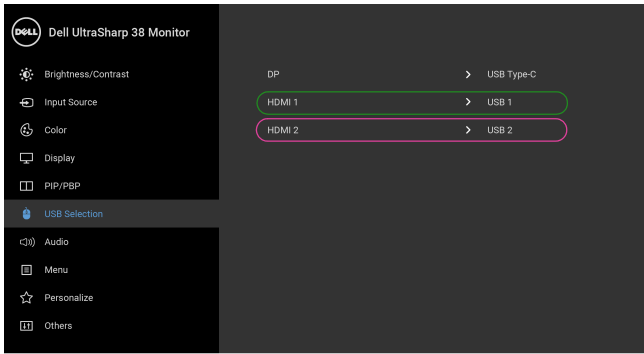 DELL Dell UltraSharp 38 Monitor
Brightness/Contrast
DP > USB Type-C
Input Source
HDMI 1 > USB 1
Color
HDMI 2 > USB 2
Display
PIP/PBP
USB Selection
Audio
Menu
Personalize
Others